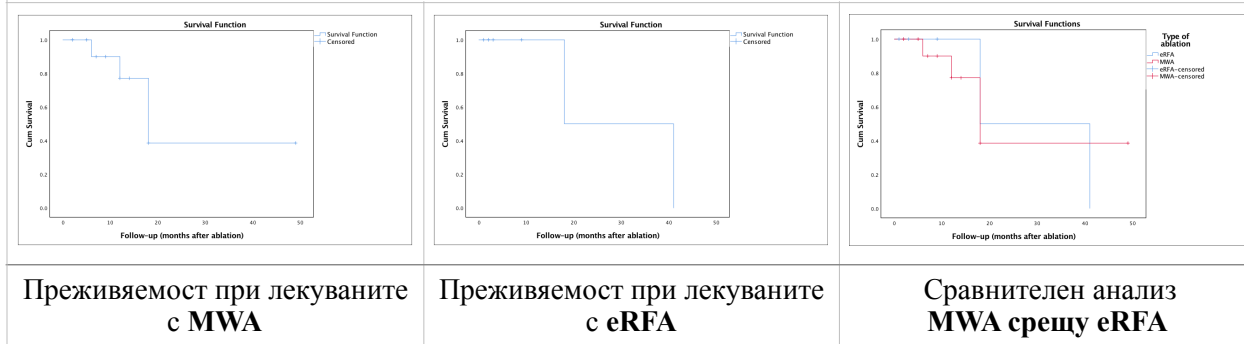 Survival Function
Survival Function
Censored
1.0
0.8
0.6
0.4
0.2
0.0
Cum Survival
0 10 20 30 40 50
Follow-up (months after ablation)
Survival Function
Survival Function
Censored
1.0
0.8
0.6
0.4
0.2
0.0
Cum Survival
0 10 20 30 40 50
Follow-up (months after ablation)
Survival Functions
Type of
ablation
eRFA
MWA
eRFA-censored
MWA-censored
1.0
0.8
0.6
0.4
0.2
0.0
Cum Survival
0 10 20 30 40 50
Follow-up (months after ablation)
Преживяемост при лекуваните
с MWA
Преживяемост при лекуваните
с eRFA
Сравнителен анализ
MWA срещу eRFA